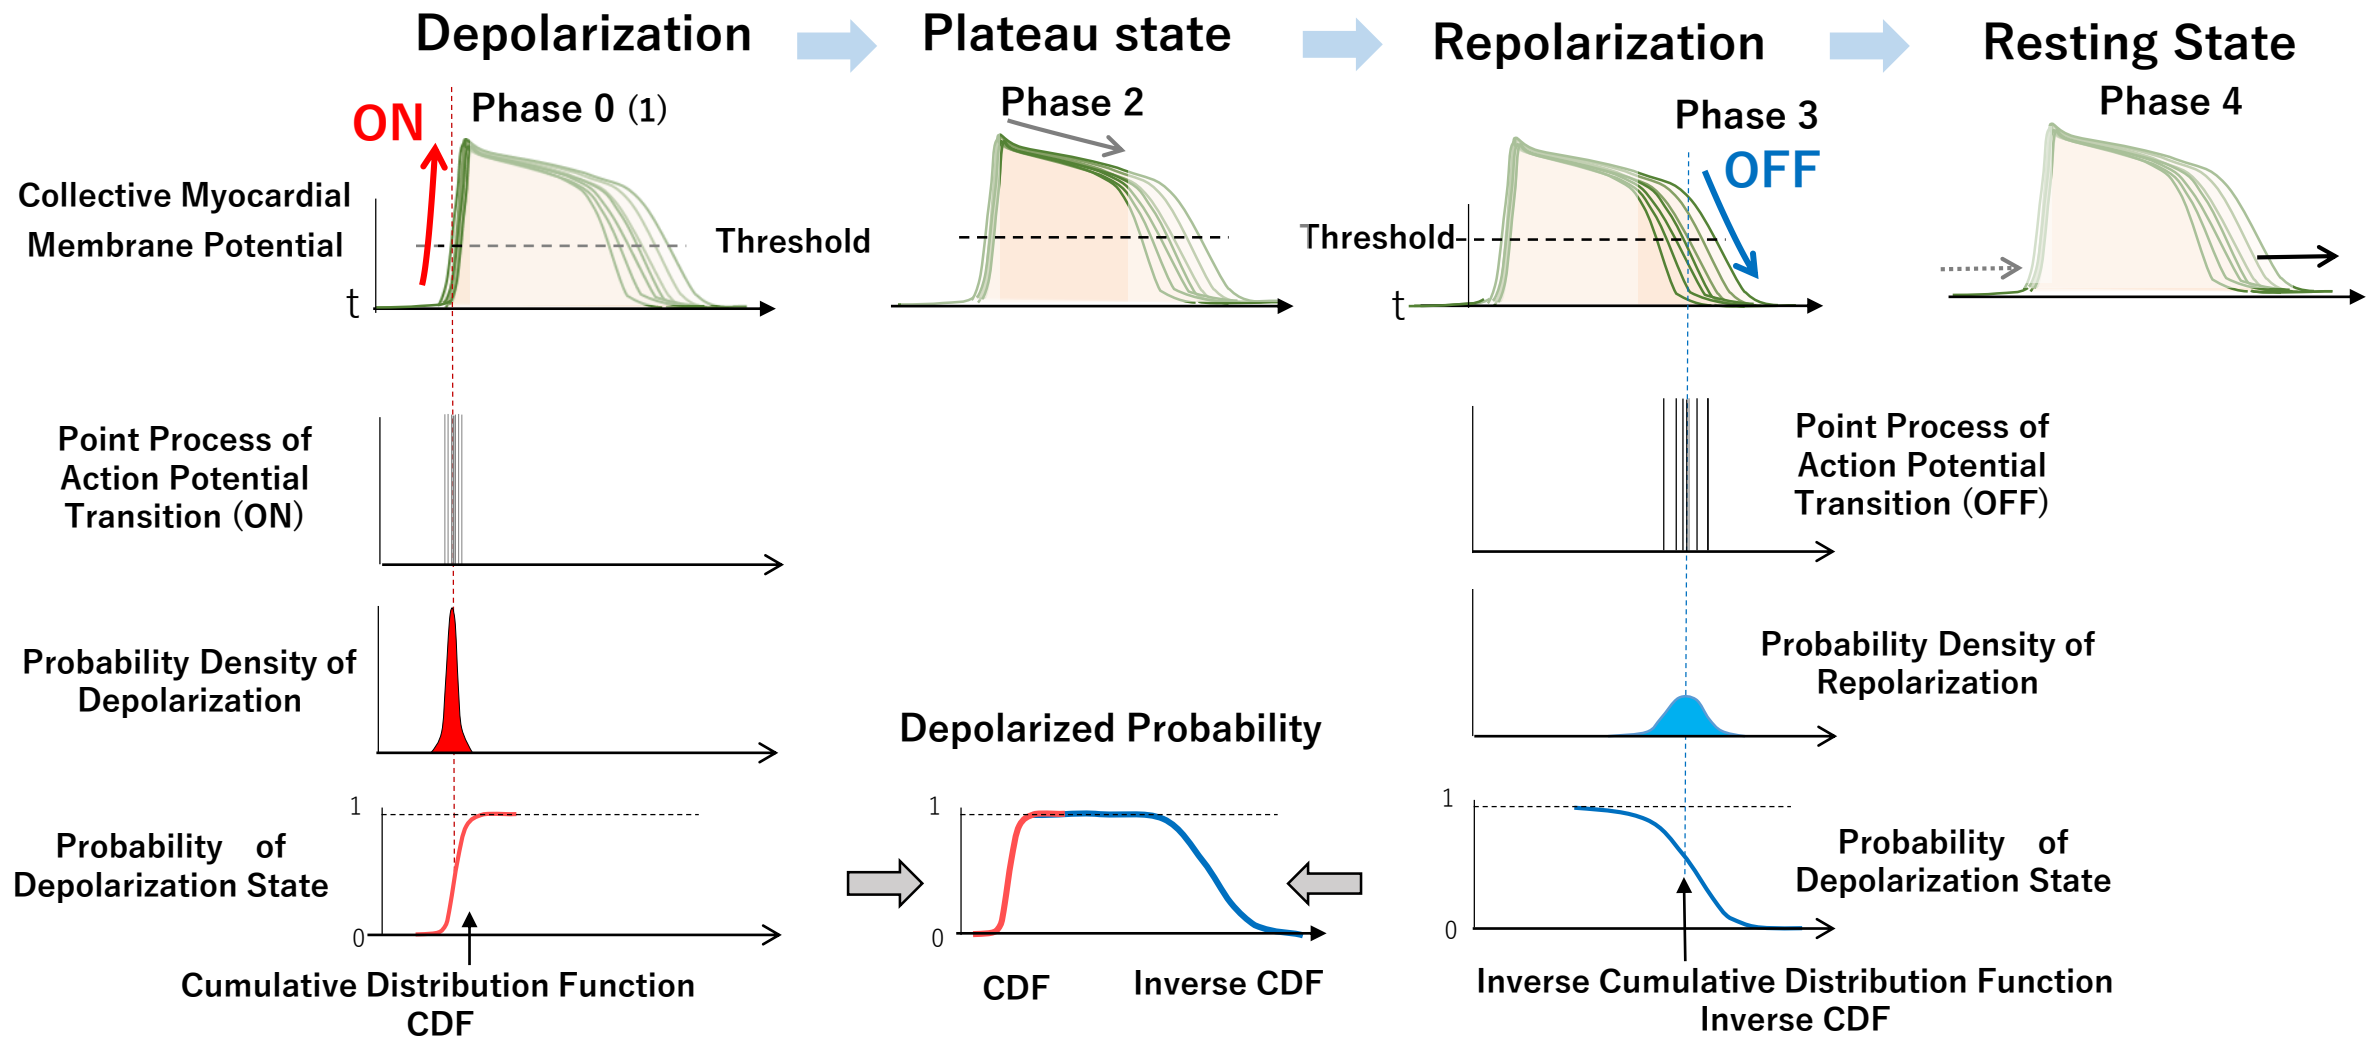 Depolarization
Plateau state
Repolarization
Resting State
ON
Phase 0 (1)
Phase 2
Phase 3
OFF
Phase 4
Collective Myocardial
Membrane Potential
Threshold
Threshold
t
t
Point Process of
Action Potential
Transition (ON)
Point Process of
Action Potential
Transition (OFF)
Probability Density of
Depolarization
Probability Density of
Repolarization
Depolarized Probability
1
Probability of
Depolarization State
0
1
0
1
0
Probability of
Depolarization State
Cumulative Distribution Function
CDF
CDF
Inverse CDF
Inverse Cumulative Distribution Function
Inverse CDF